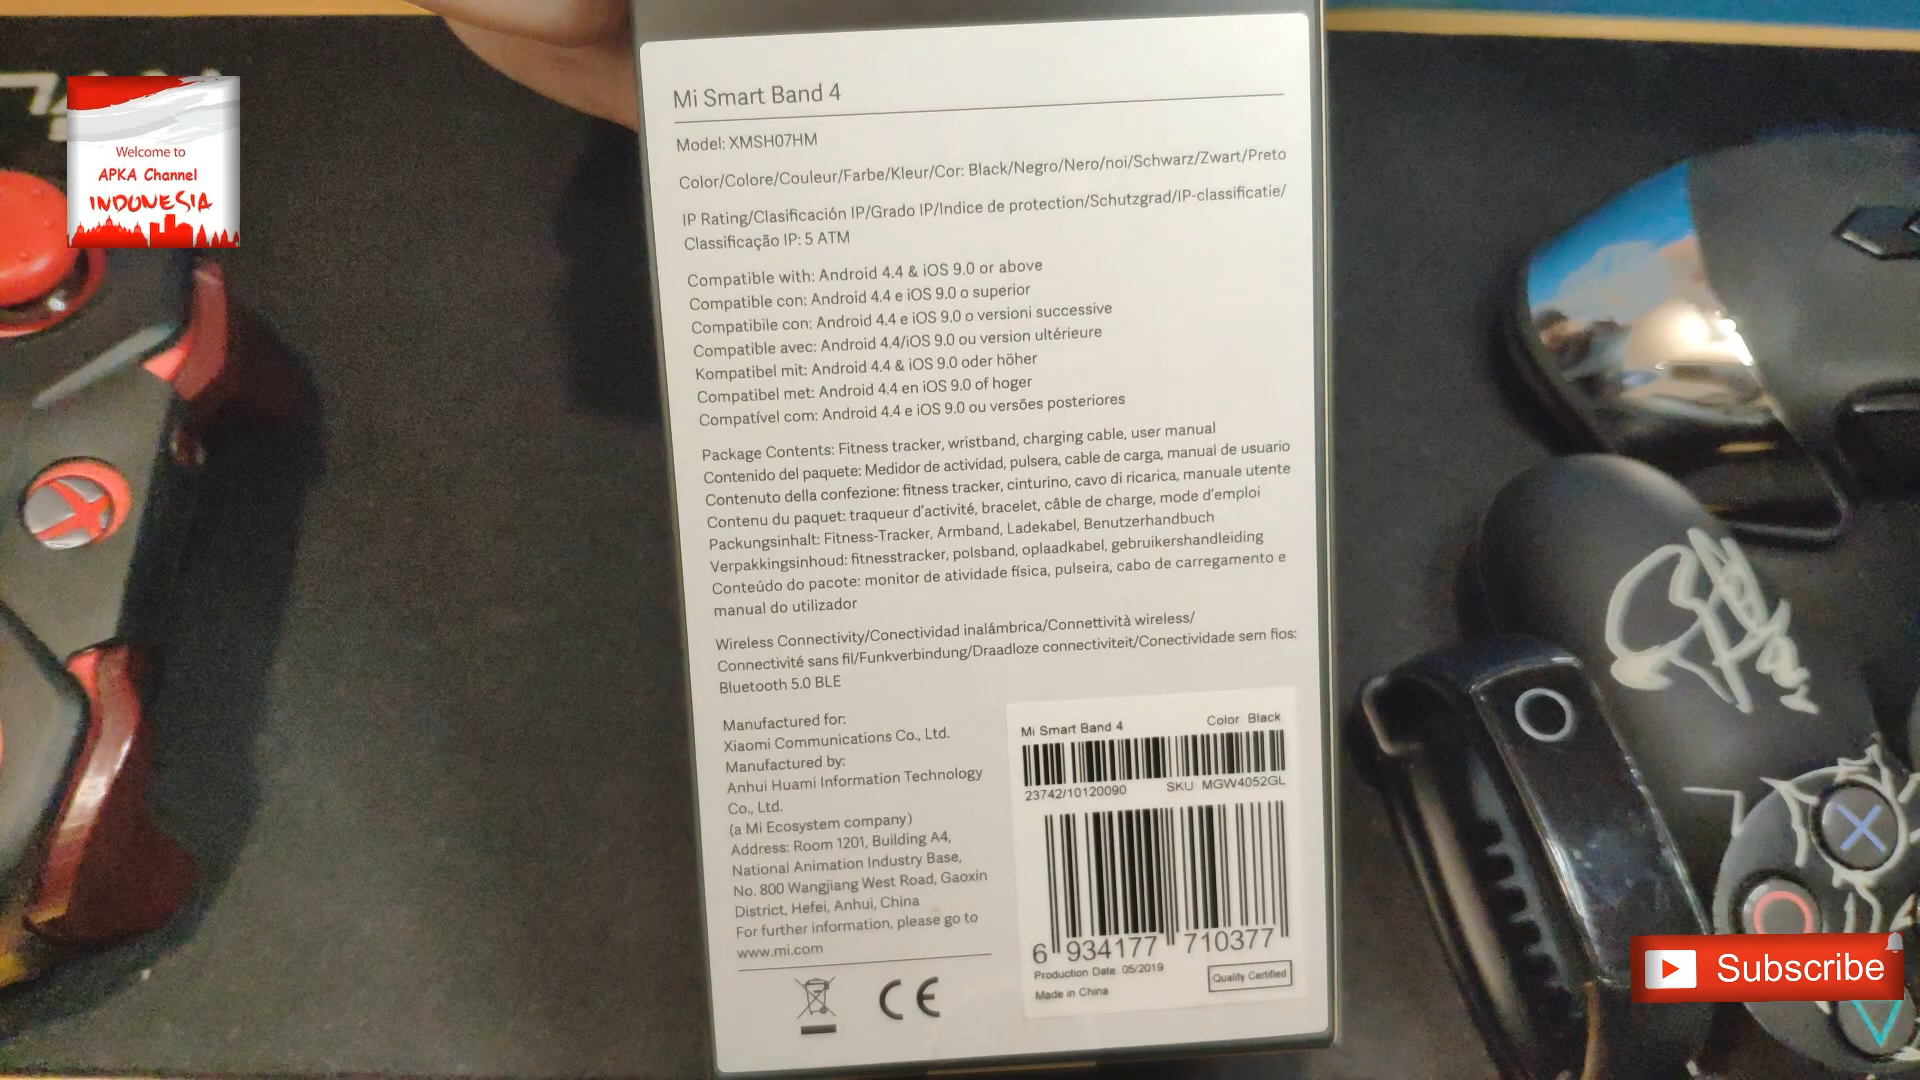 Welcome to
APKA Channel
INDONESIA
Mi Smart Band 4
Model: XMSH07HM
Color/Colore/Couleur/Farbe/Kleur/Cor: Black/Negro/Nero/noi/Schwarz/Zwart/Preto
IP Rating/Clasificación IP/Grado IP/Indice de protection/Schutzgrad/IP-classificatie/
Classificação IP: 5 ATM
Compatible with: Android 4.4 & iOS 9.0 or above
Compatible con: Android 4.4 e iOS 9.0 o superior
Compatibile con: Android 4.4 e iOS 9.0 o versioni successive
Compatible avec: Android 4.4/iOS 9.0 ou version ultérieure
Kompatibel mit: Android 4.4 & iOS 9.0 oder höher
Compatibel met: Android 4.4 en iOS 9.0 of hoger
Compatível com: Android 4.4 e iOS 9.0 ou versões posteriores
Package Contents: Fitness tracker, wristband, charging cable, user manual
Contenido del paquete: Medidor de actividad, pulsera, cable de carga, manual de usuario
Contenuto della confezione: fitness tracker, cinturino, cavo di ricarica, manuale utente
Contenu du paquet: traqueur d'activité, bracelet, câble de charge, mode d'emploi
Packungsinhalt: Fitness-Tracker, Armband, Ladekabel, Benutzerhandbuch
Verpakkingsinhoud: fitnesstracker, polsband, oplaadkabel, gebruikershandleiding
Conteúdo do pacote: monitor de atividade física, pulseira, cabo de carregamento e
manual do utilizador
Wireless Connectivity/Conectividad inalámbrica/Connettività wireless/
Connectivité sans fil/Funkverbindung/Draadloze connectiviteit/Conectividade sem fios:
Bluetooth 5.0 BLE
Manufactured for:
Xiaomi Communications Co., Ltd.
Manufactured by:
Anhui Huami Information Technology
Co., Ltd.
(a Mi Ecosystem company)
Address: Room 1201, Building A4,
National Animation Industry Base,
No. 800 Wangjiang West Road, Gaoxin
District, Hefei, Anhui, China
For further information, please go to
www.mi.com
CE
Mi Smart Band 4 Color Black
23742/10120090 SKU MGW4052GL
6 934177 710377
Production Date 05/2019
Made in China
Quality Certified
Subscribe